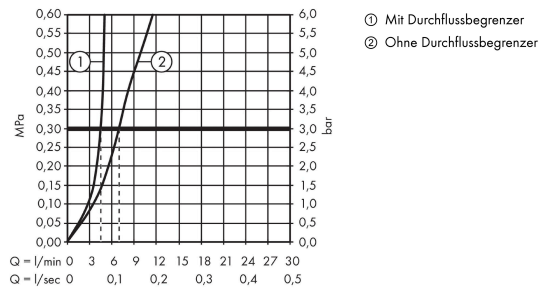 0,60 6,0
0,55 5,5
0,50 5,0
0,45 4,5
0,40 4,0
0,35 3,5
0,30 3,0
0,25 2,5
0,20 2,0
0,15 1,5
0,10 1,0
0,05 0,5
0,00 0,0
MPa
bar
1
2
Q = l/min 0 3 6 9 12 15 18 21 24 27 30
Q = l/sec 0 0,1 0,2 0,3 0,4 0,5
① Mit Durchflussbegrenzer
② Ohne Durchflussbegrenzer